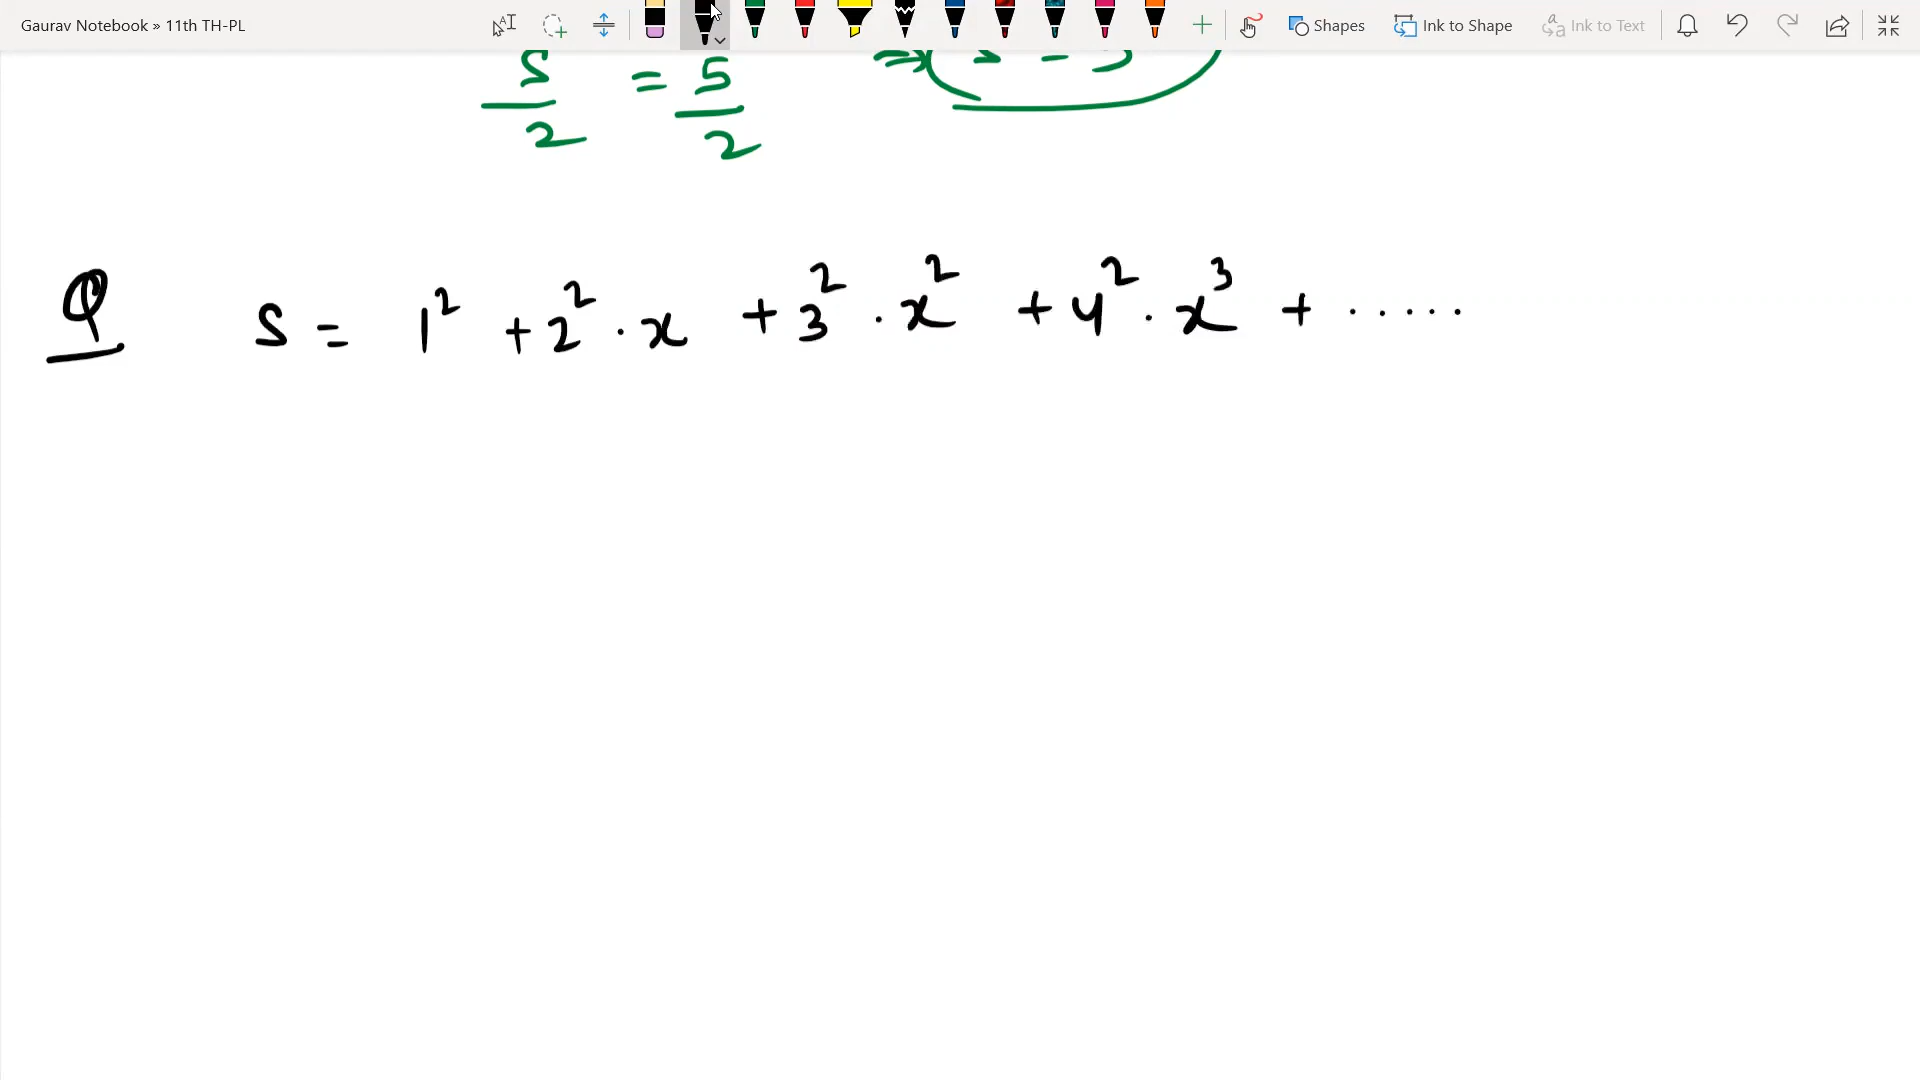 Gaurav Notebook » 11th TH-PL Shapes Ink to Shape Ink to Text
S/2 = 5/2 ⇒
Q S = 1² + 2² · x + 3² · x² + 4² · x³ + .....